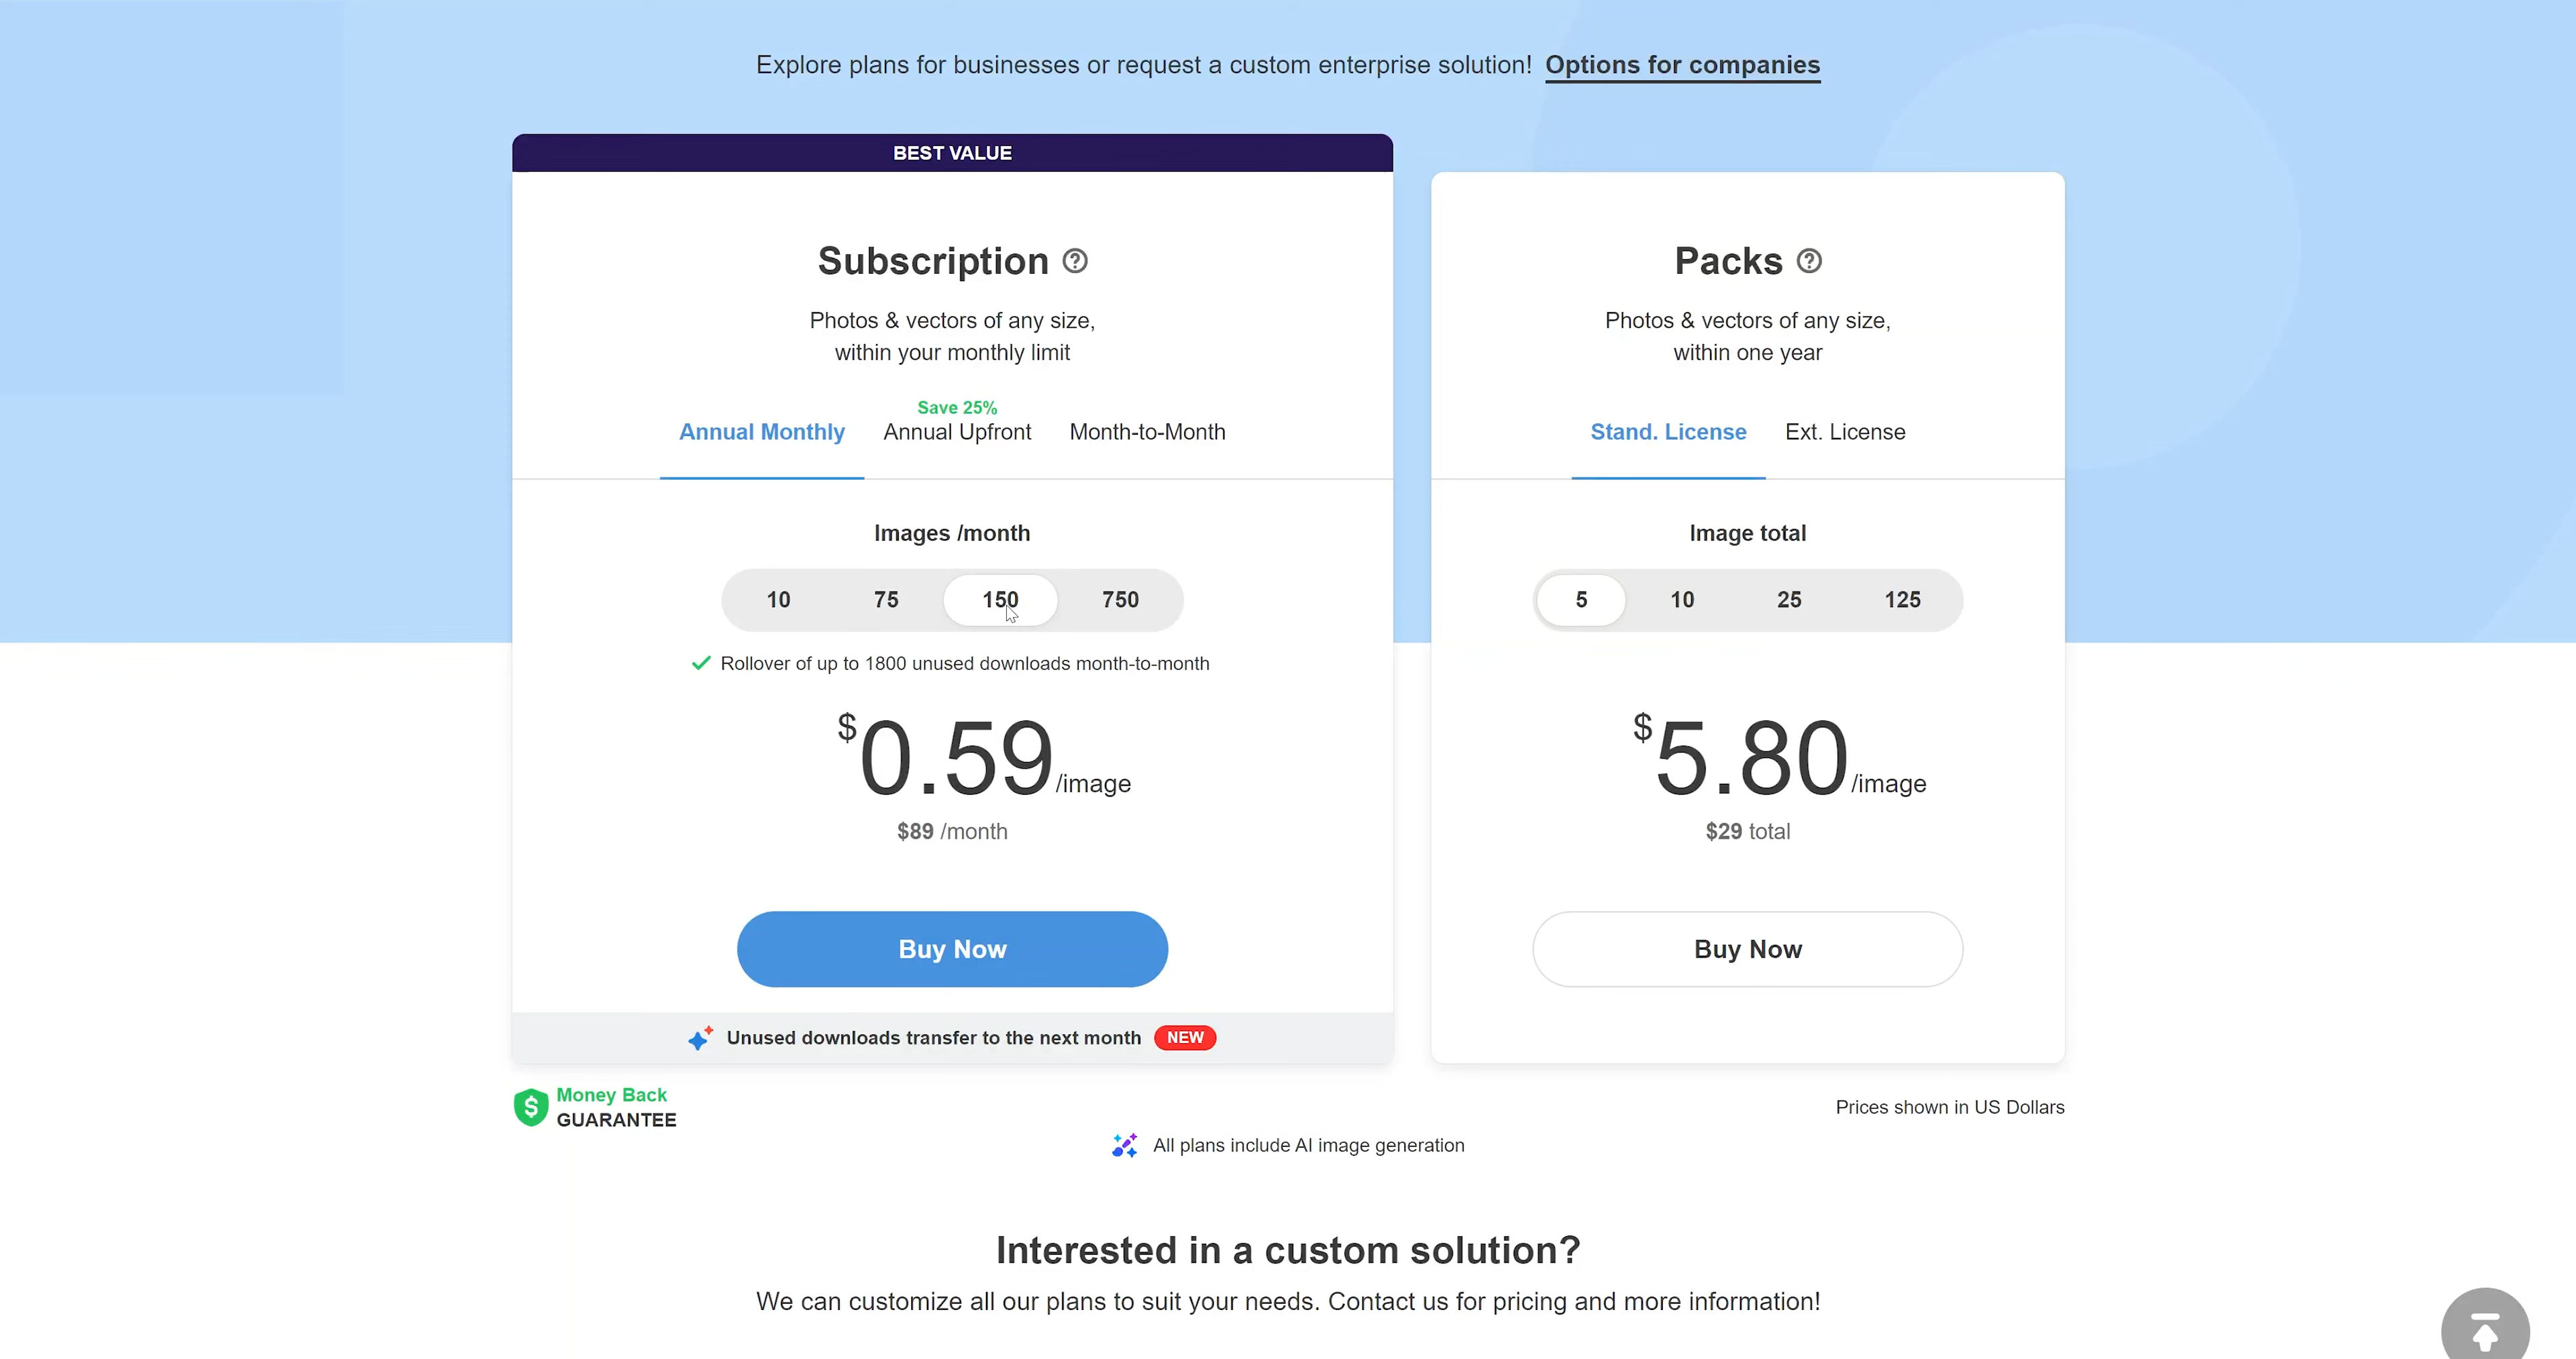 Explore plans for businesses or request a custom enterprise solution! Options for companies
BEST VALUE
Subscription
Photos & vectors of any size,
within your monthly limit
Save 25%
Annual Monthly Annual Upfront Month-to-Month
Images /month
10 75 150 750
Rollover of up to 1800 unused downloads month-to-month
$0.59/image
$89 /month
Buy Now
Unused downloads transfer to the next month NEW
Packs
Photos & vectors of any size,
within one year
Stand. License Ext. License
Image total
5 10 25 125
$5.80/image
$29 total
Buy Now
$ Money Back
GUARANTEE
Prices shown in US Dollars
All plans include AI image generation
Interested in a custom solution?
We can customize all our plans to suit your needs. Contact us for pricing and more information!